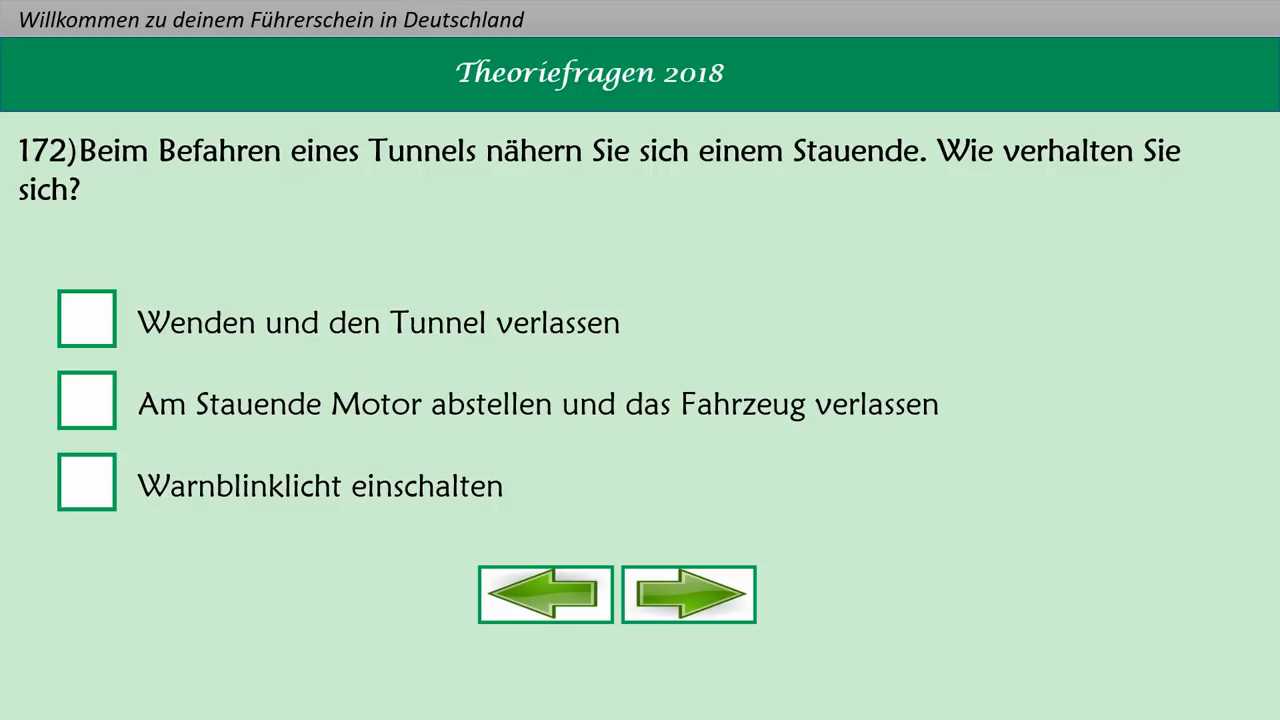 Willkommen zu deinem Führerschein in Deutschland
Theoriefragen 2018
172)Beim Befahren eines Tunnels nähern Sie sich einem Stauende. Wie verhalten Sie
sich?
Wenden und den Tunnel verlassen
Am Stauende Motor abstellen und das Fahrzeug verlassen
Warnblinklicht einschalten